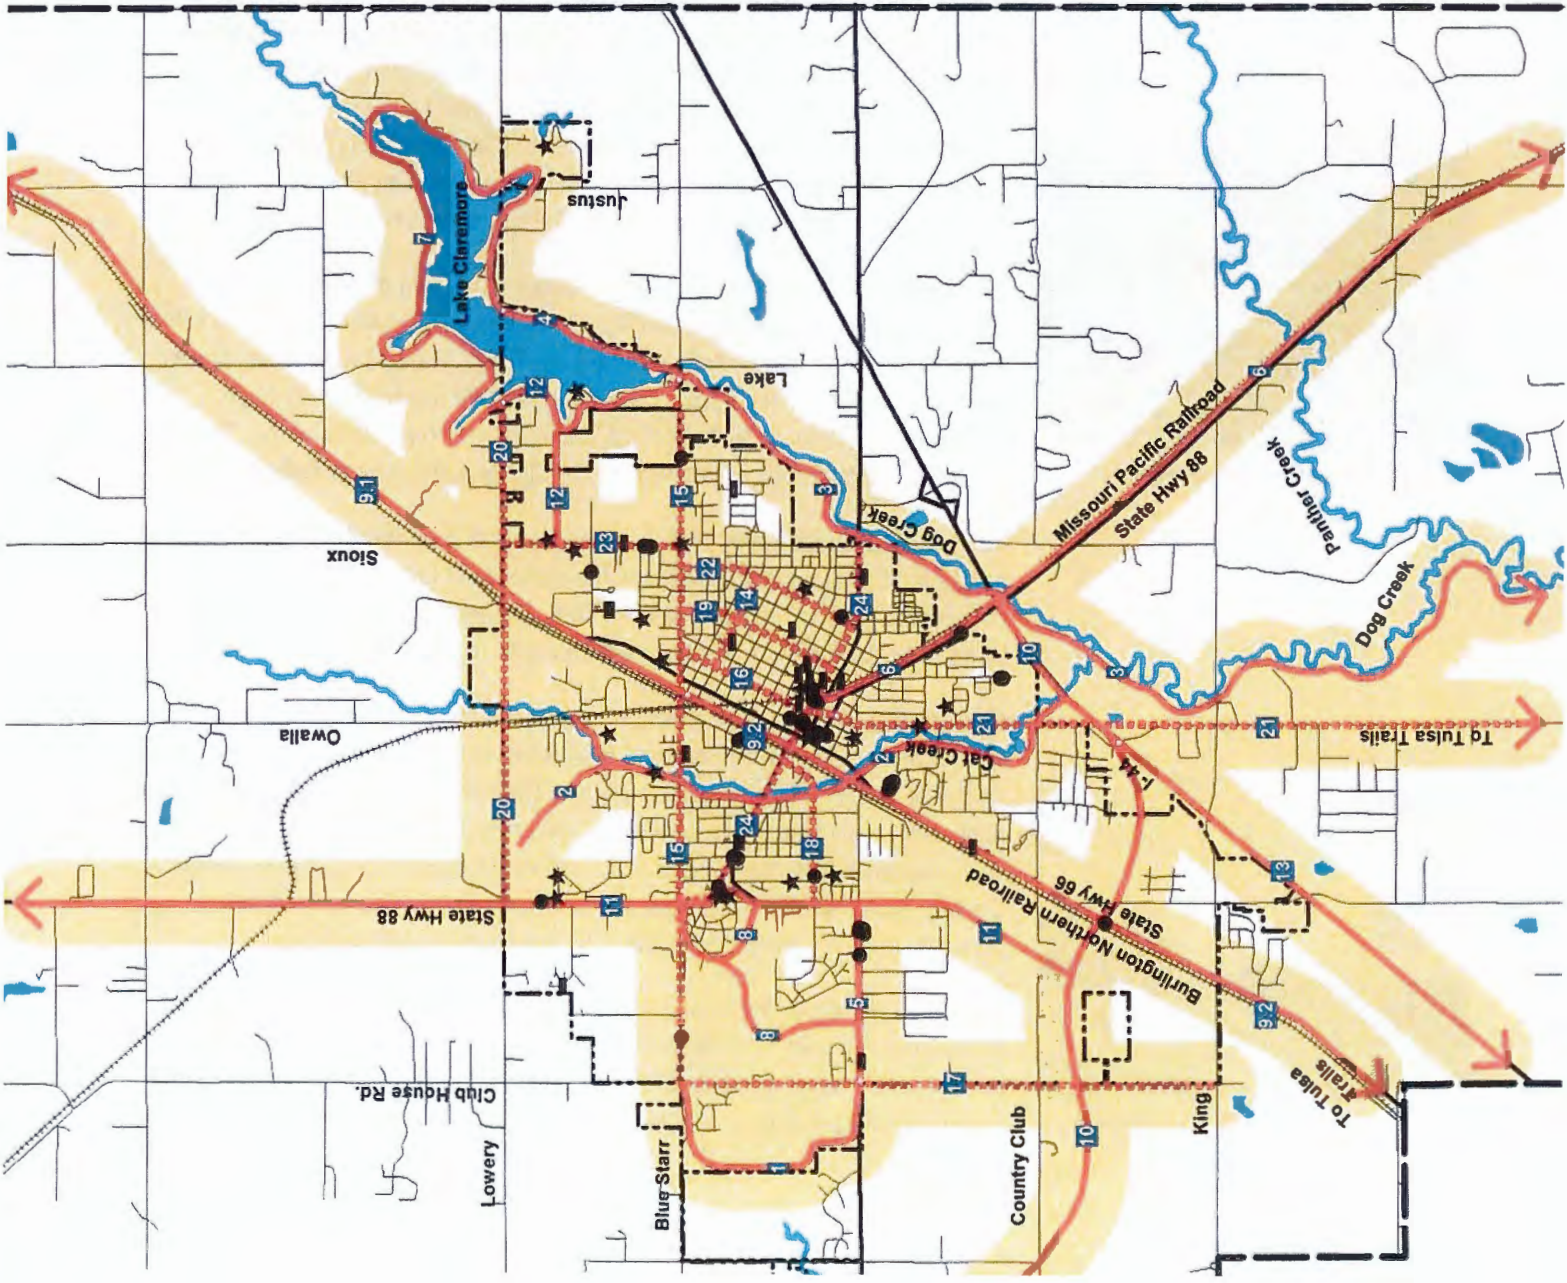 Lake Claremore
7
Justus
4
12
Lake
9.1
20
12
15
3
6
Missouri Pacific Railroad
State Hwy 88
Panther Creek
Sioux
23
22
14
19
24
Dog Creek
Dog Creek
16
6
10
3
Owalla
9.2
21
21
To Tulsa Trails
Cat Creek
2
2
20
I-44
15
24
18
13
State Hwy 88
11
8
11
Burlington Northern Railroad
State Hwy 66
5
8
9.2
To Tulsa
Trails
Club House Rd.
17
King
Lowery
Blue Starr
1
Country Club
10